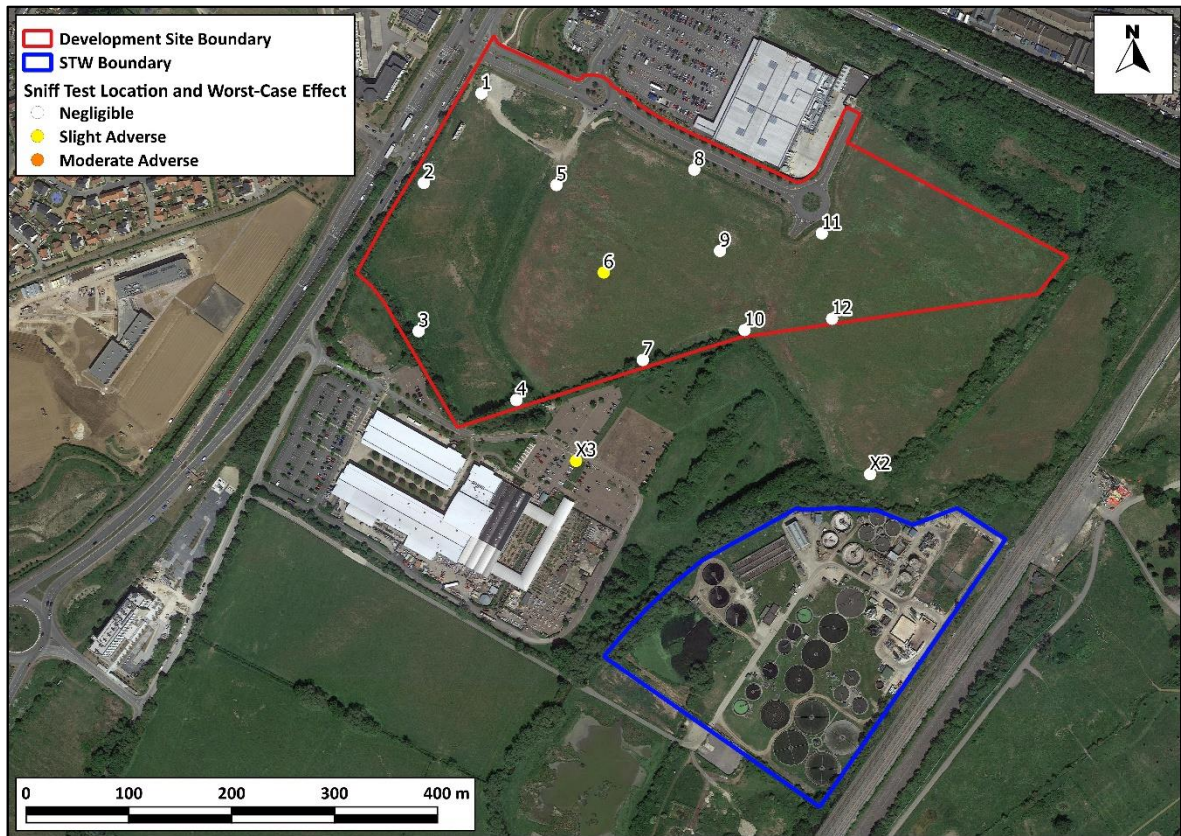 Development Site Boundary
STW Boundary
Sniff Test Location and Worst-Case Effect
Negligible
Slight Adverse
Moderate Adverse
N
1
2
5
8
11
9
6
3
12
10
7
4
X3
X2
0 100 200 300 400 m